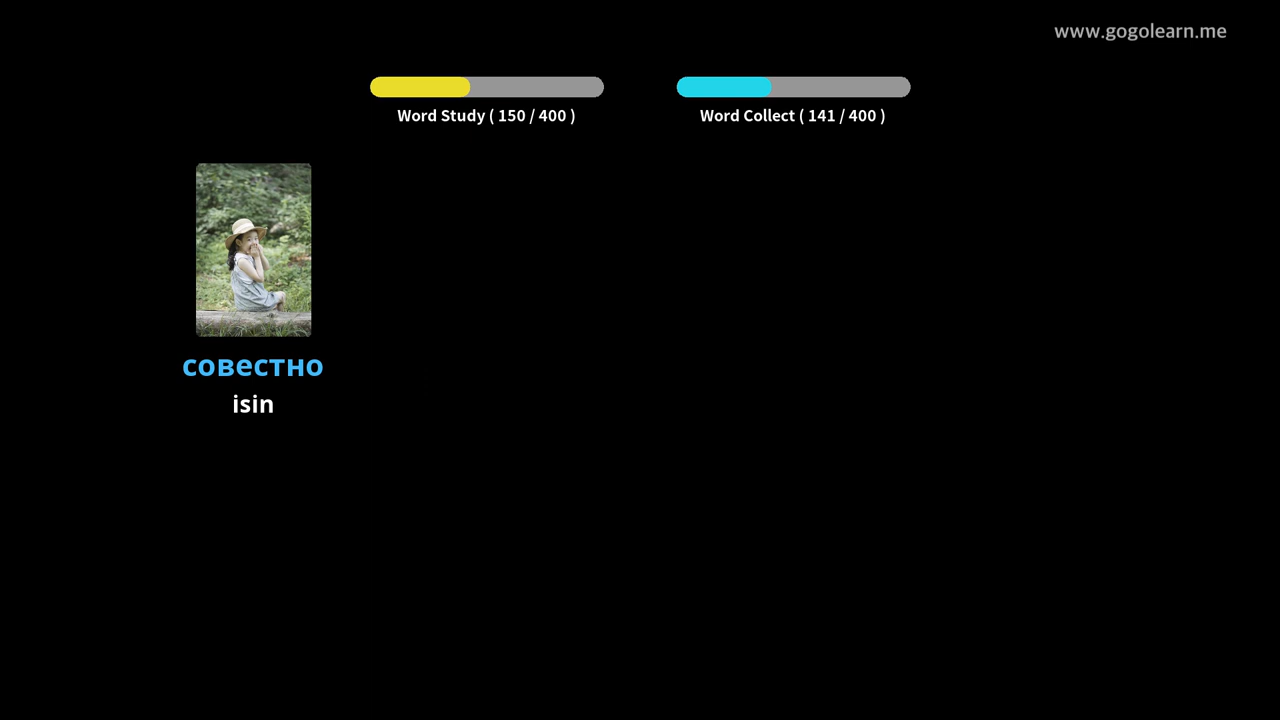 www.gogolearn.me
Word Study ( 150 / 400 )
Word Collect ( 141 / 400 )
совестно
isin